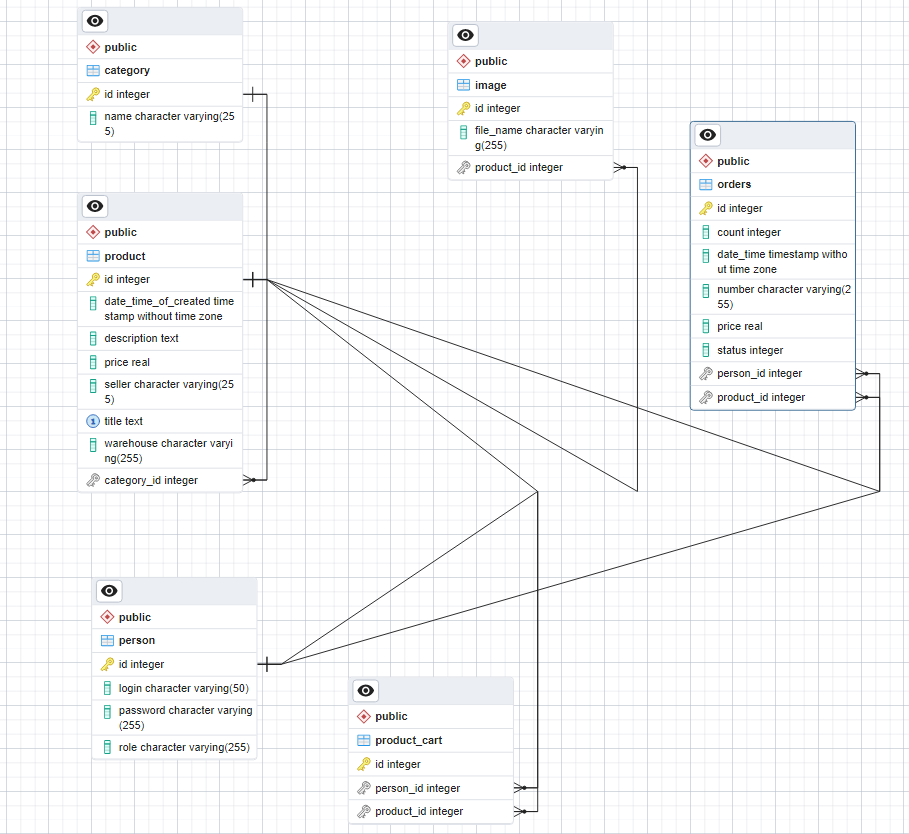 public
category
id integer
name character varying(25
5)
public
product
id integer
date_time_of_created time
stamp without time zone
description text
price real
seller character varying(25
5)
1
title text
warehouse character varyi
ng(255)
category_id integer
public
image
id integer
file_name character varyin
g(255)
product_id integer
public
orders
id integer
count integer
date_time timestamp witho
ut time zone
number character varying(2
55)
price real
status integer
person_id integer
product_id integer
public
person
id integer
login character varying(50)
password character varying
(255)
role character varying(255)
public
product_cart
id integer
person_id integer
product_id integer